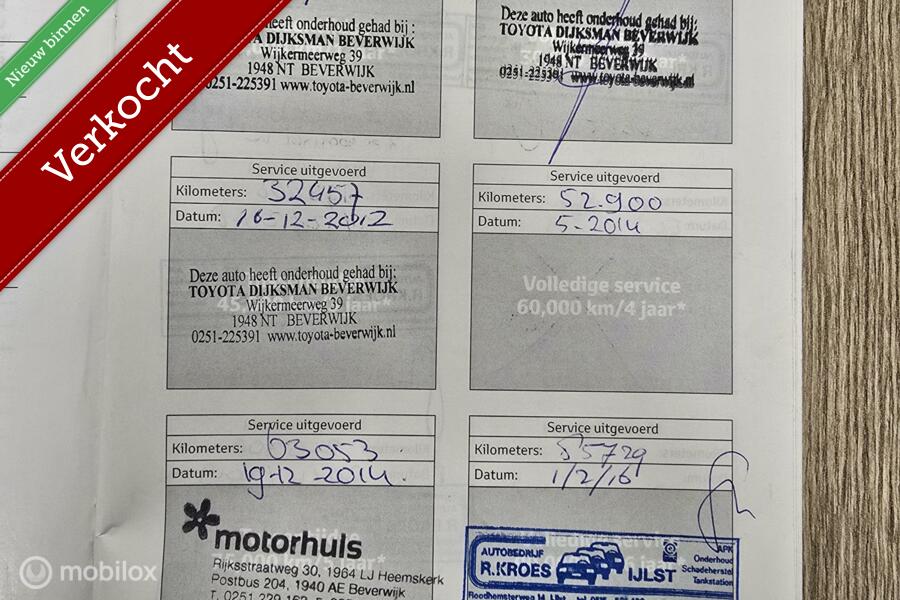 Nieuw binnen
Verkocht
heeft onderhoud gehad bij :
A DIJKSMAN BEVERWIJK
Wijkermeerweg 39
1948 NT BEVERWIJK
0251-225391 www.toyota-beverwijk.nl
Deze auto heeft onderhoud gehad bij:
TOYOTA DIJKSMAN BEVERWIJK
Wijkermeerweg 39
1948 NT BEVERWIJK
0251-225391 www.toyota-beverwijk.nl
Service uitgevoerd
Kilometers: 32457
Datum: 16-12-2012
Deze auto heeft onderhoud gehad bij:
TOYOTA DIJKSMAN BEVERWIJK
Wijkermeerweg 39
1948 NT BEVERWIJK
0251-225391 www.toyota-beverwijk.nl
Service uitgevoerd
Kilometers: 52.900
Datum: 5-2014
Volledige service
60,000 km/4 jaar*
Service uitgevoerd
Kilometers: 03053
Datum: 19-12-2014.
motorhuis
Rijksstraatweg 30, 1964 LJ Heemskerk
Postbus 204, 1940 AE Beverwijk
Service uitgevoerd
Kilometers: 85729
Datum: 1/2/16
AUTOBEDRIJF
R.KROES IJLST
APK
Onderhoud
Schadeherstel
Tankstation
mobilox